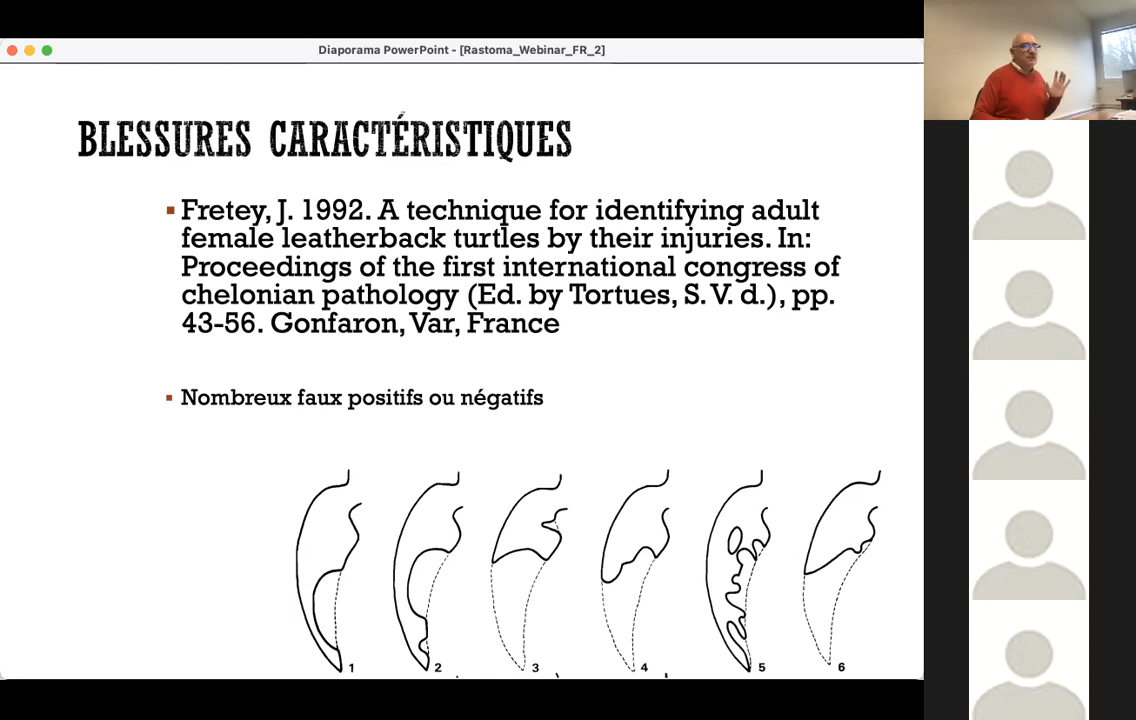 Diaporama PowerPoint - [Rastoma_Webinar_FR_2]
BLESSURES CARACTÉRISTIQUES
▪ Fretey, J. 1992. A technique for identifying adult
female leatherback turtles by their injuries. In:
Proceedings of the first international congress of
chelonian pathology (Ed. by Tortues, S. V. d.), pp.
43-56. Gonfaron, Var, France
▪ Nombreux faux positifs ou négatifs
1 2 3 4 5 6